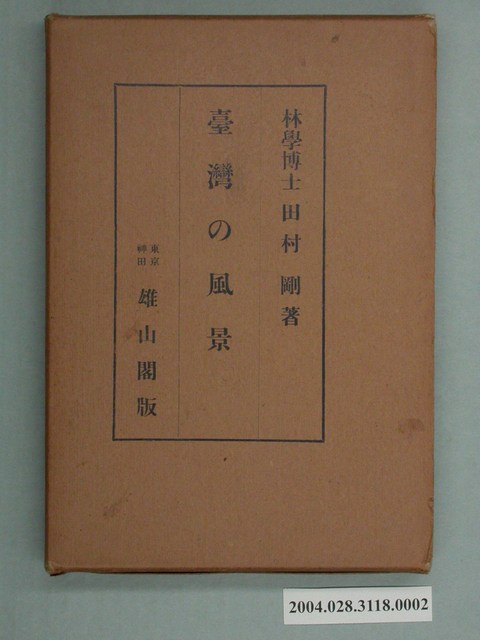 林學博士 田村 剛著
臺灣の風景
東京
神田
雄山閣版
2004.028.3118.0002